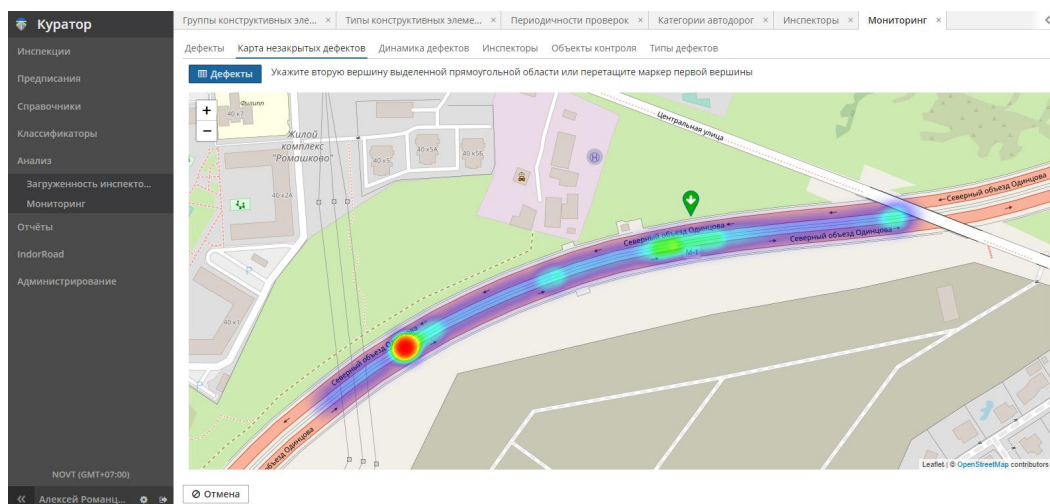 Куратор
Группы конструктивных эле... × Типы конструктивных элеме... × Периодичности проверок × Категории автодорог × Инспекторы × Мониторинг ×
Инспекции
Предписания
Справочники
Классификаторы
Анализ
Загруженность инспекто...
Мониторинг
Отчёты
IndorRoad
Администрирование
NOVT (GMT+07:00)
Алексей Романц...
Дефекты Карта незакрытых дефектов Динамика дефектов Инспекторы Объекты контроля Типы дефектов
Дефекты Укажите вторую вершину выделенной прямоугольной области или перетащите маркер первой вершины
+
−
Филипп
40 к7
Жилой
комплекс
"Ромашково"
40 к5
40 к5А
40 к5Б
40 к2А
40 к1
Р
Р
H
Центральная улица
Северный объезд Одинцова
Северный объезд Одинцова
Северный объезд Одинцова
М-1
Северный объезд Одинцова
Leaflet | © OpenStreetMap contributors
Отмена